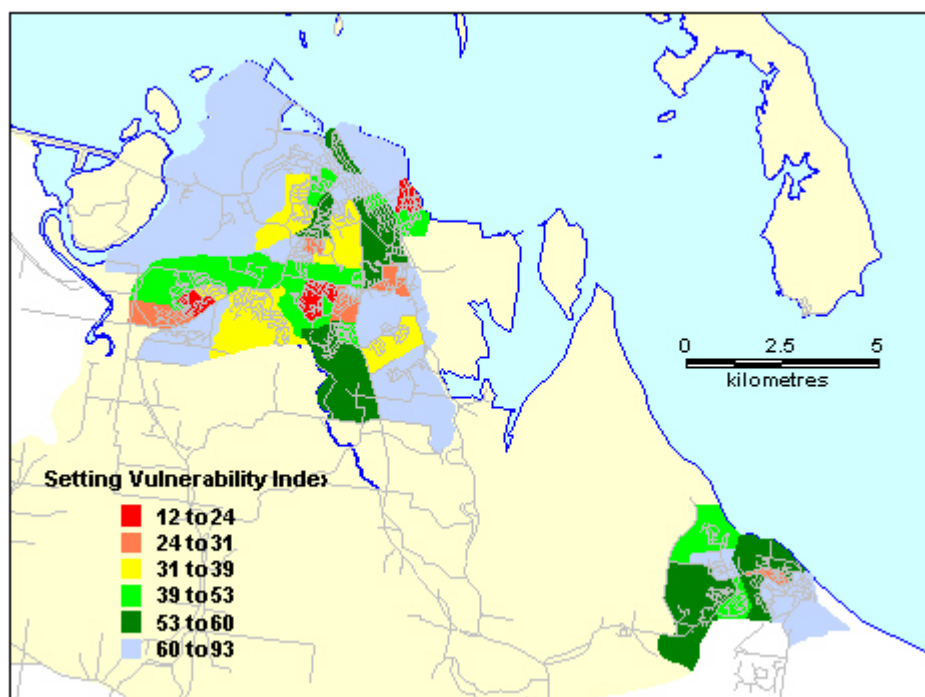 0 2.5 5
kilometres
Setting Vulnerability Index
12 to 24
24 to 31
31 to 39
39 to 53
53 to 60
60 to 93